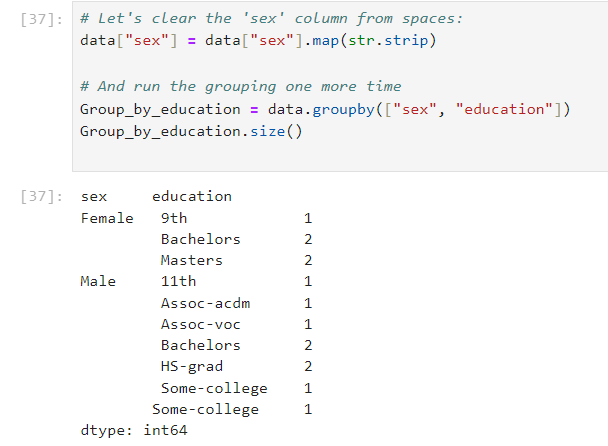 [37]: # Let's clear the 'sex' column from spaces:
data["sex"] = data["sex"].map(str.strip)
# And run the grouping one more time
Group_by_education = data.groupby(["sex", "education"])
Group_by_education.size()
[37]: sex     education
Female   9th             1
         Bachelors       2
         Masters         2
Male     11th            1
         Assoc-acdm      1
         Assoc-voc       1
         Bachelors       2
         HS-grad         2
         Some-college    1
        Some-college     1
dtype: int64